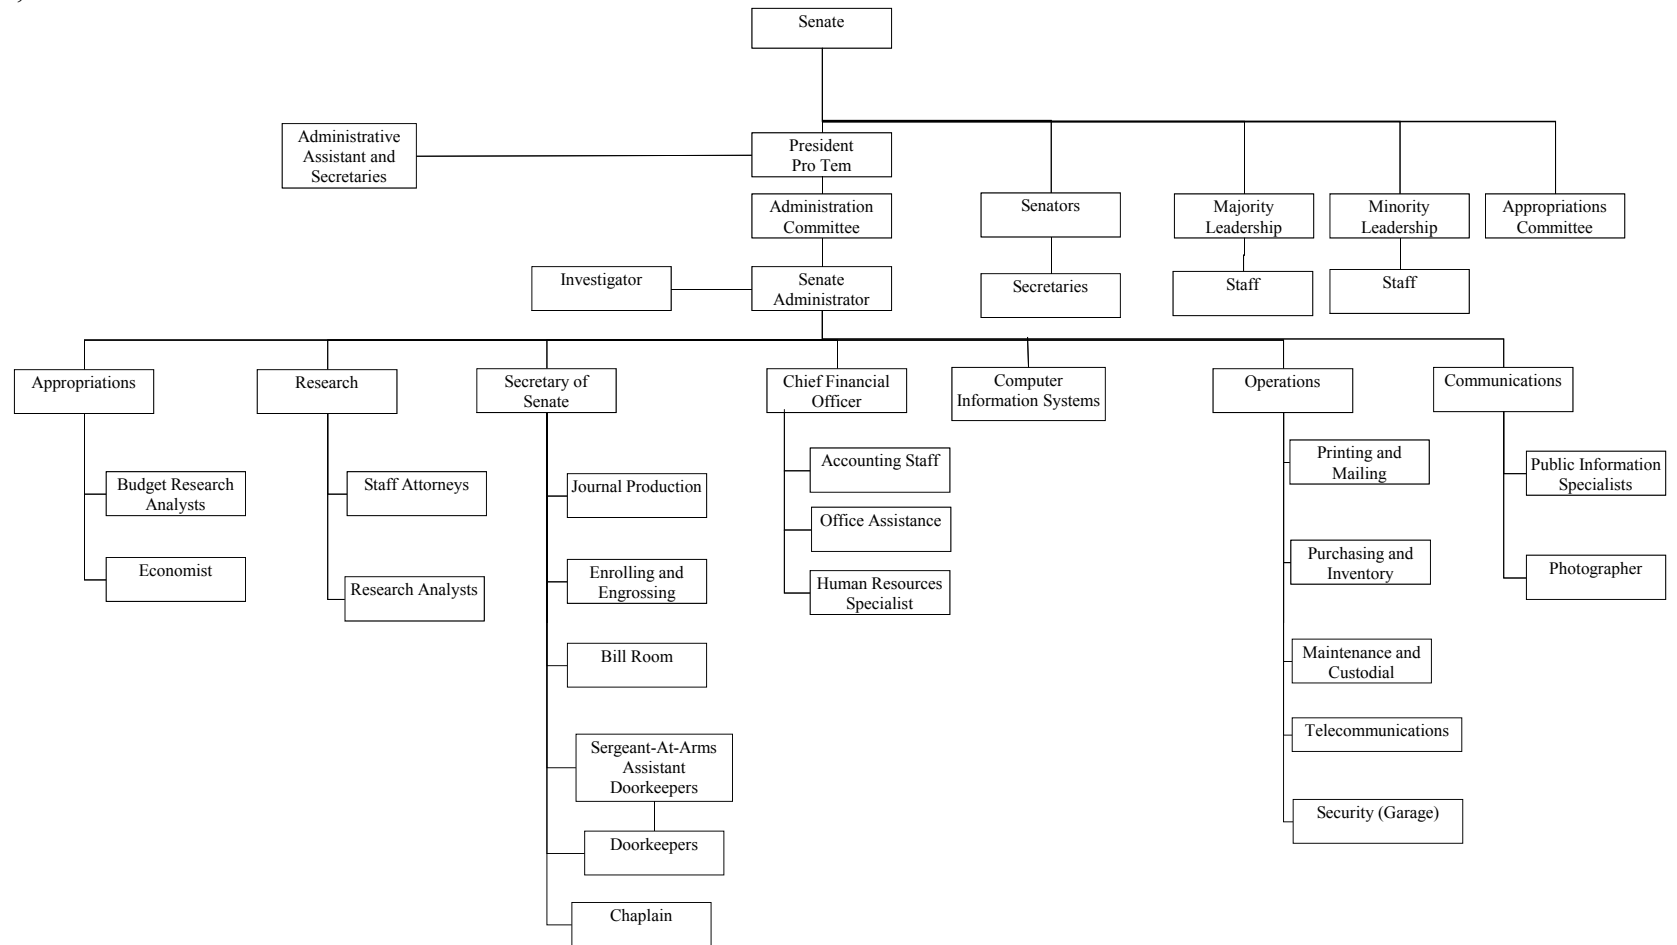 Senate
Administrative
Assistant and
Secretaries
President
Pro Tem
Administration
Committee
Senators
Majority
Leadership
Minority
Leadership
Appropriations
Committee
Investigator
Senate
Administrator
Secretaries
Staff
Staff
Appropriations
Research
Secretary of
Senate
Chief Financial
Officer
Computer
Information Systems
Operations
Communications
Budget Research
Analysts
Economist
Staff Attorneys
Research Analysts
Journal Production
Enrolling and
Engrossing
Bill Room
Sergeant-At-Arms
Assistant
Doorkeepers
Doorkeepers
Chaplain
Accounting Staff
Office Assistance
Human Resources
Specialist
Printing and
Mailing
Purchasing and
Inventory
Maintenance and
Custodial
Telecommunications
Security (Garage)
Public Information
Specialists
Photographer